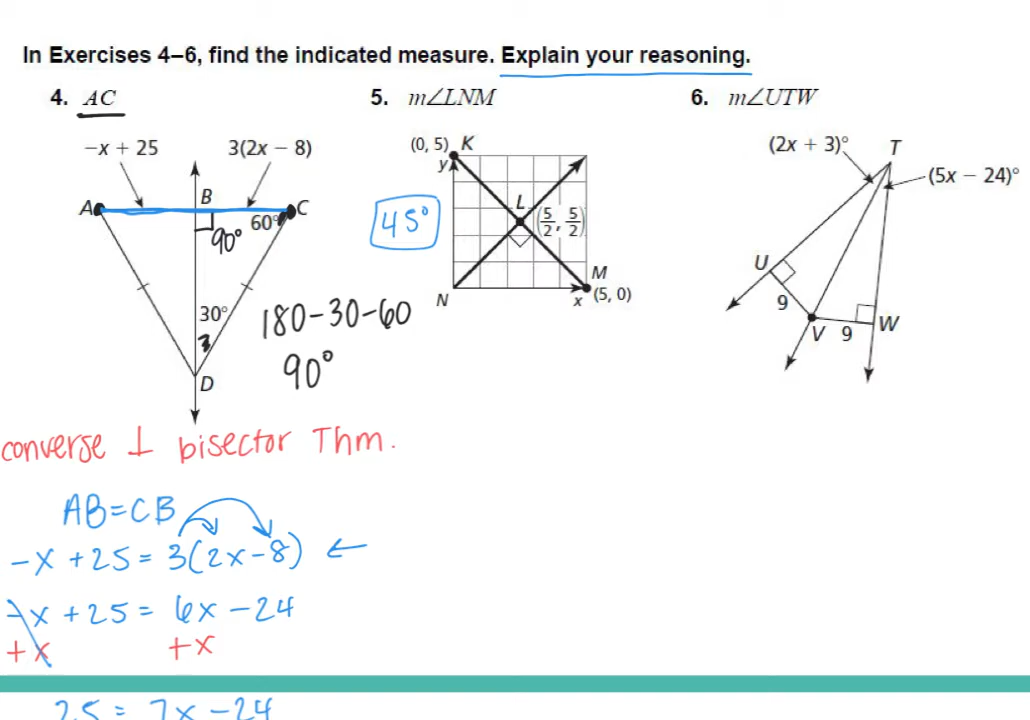 In Exercises 4–6, find the indicated measure. Explain your reasoning.
4. AC
−x + 25
3(2x − 8)
A
B
C
60°
90°
30°
3
D
180-30-60
90°
converse ⊥ bisector Thm.
AB=CB
-x +25 = 3(2x-8) ←
-x +25 = 6x -24
+x +x
25 = 7x -24
5. m∠LNM
(0, 5) K
y
L
(5/2, 5/2)
45°
M
N
x (5, 0)
6. m∠UTW
(2x + 3)°
T
(5x − 24)°
U
9
V
9
W